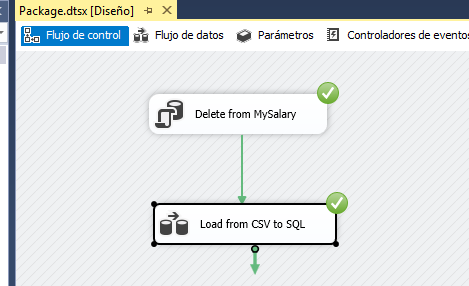 Package.dtsx [Diseño]
Flujo de control Flujo de datos Parámetros Controladores de eventos
Delete from MySalary
Load from CSV to SQL